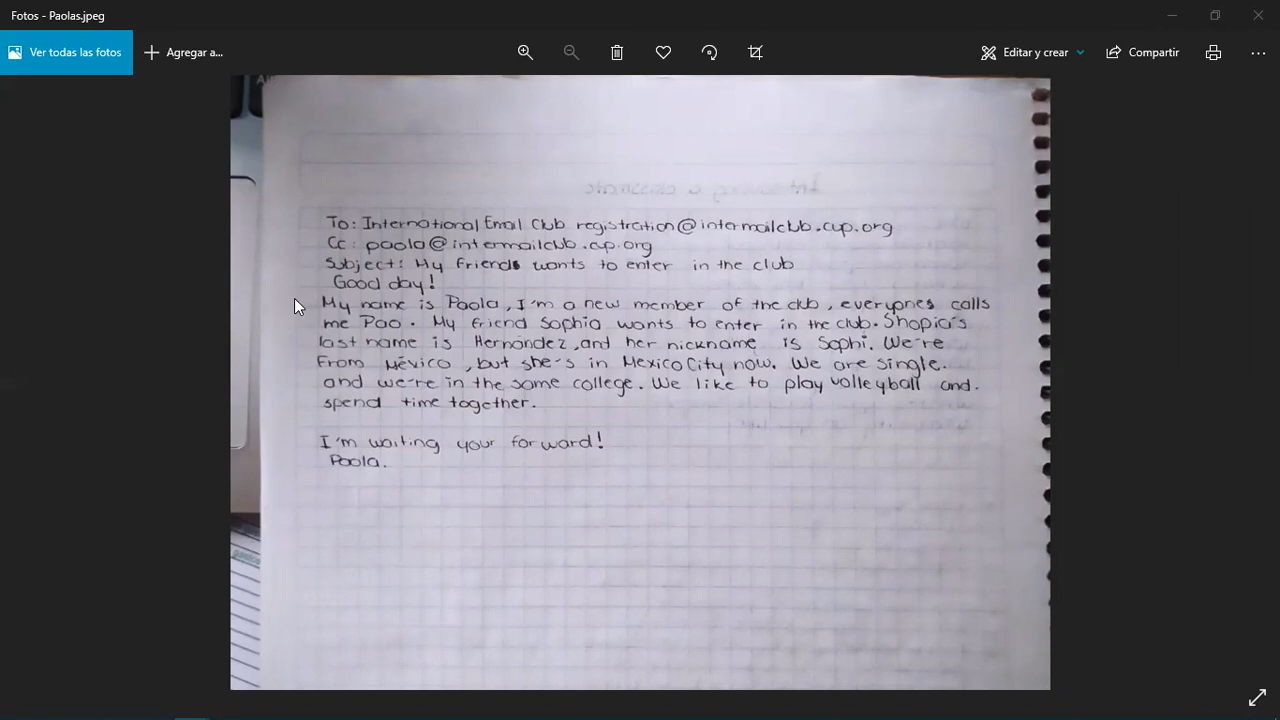 Fotos - Paolas.jpeg
Ver todas las fotos
Agregar a...
Editar y crear
Compartir
To: International Email Club registration@intermailclub.cup.org
Cc: paola@intermailclub.cup.org
Subject: My friend wants to enter in the club
Good day!
My name is Paola, I'm a new member of the club, everyones calls
me Pao. My friend Sophia wants to enter in the club. Shopia's
last name is Hernández, and her nickname is Sophi. We're
From México, but she's in Mexico City now. We are single.
and we're in the same college. We like to play volleyball and.
spend time together.
I'm waiting your forward!
Paola.